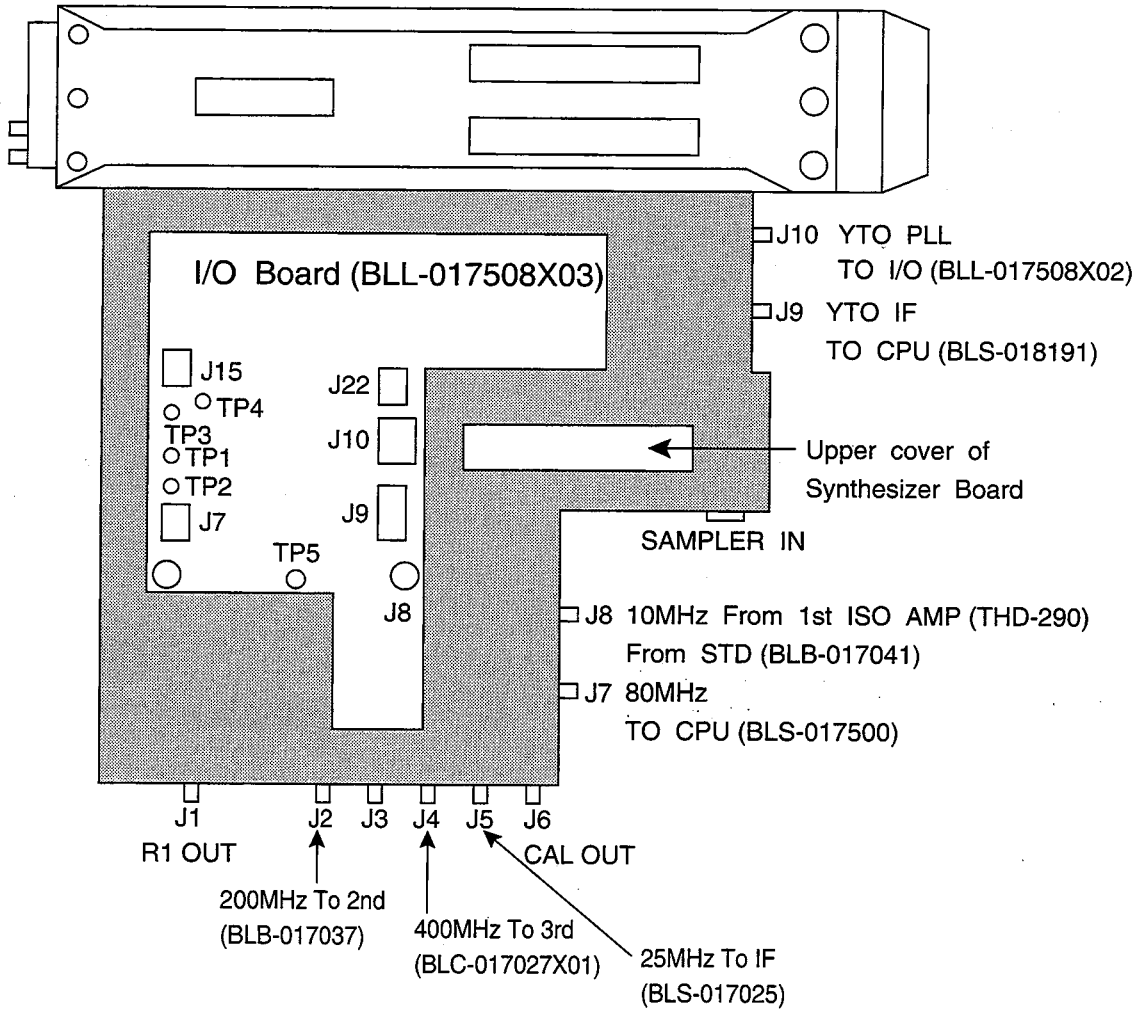 J10 YTO PLL
TO I/O (BLL-017508X02)
I/O Board (BLL-017508X03)
J9 YTO IF
TO CPU (BLS-018191)
J15
J22
TP4
TP3
J10
TP1
TP2
Upper cover of
Synthesizer Board
J7
J9
SAMPLER IN
TP5
J8
J8 10MHz From 1st ISO AMP (THD-290)
From STD (BLB-017041)
J7 80MHz
TO CPU (BLS-017500)
J1
J2
J3
J4
J5
J6
R1 OUT
CAL OUT
200MHz To 2nd
(BLB-017037)
400MHz To 3rd
(BLC-017027X01)
25MHz To IF
(BLS-017025)